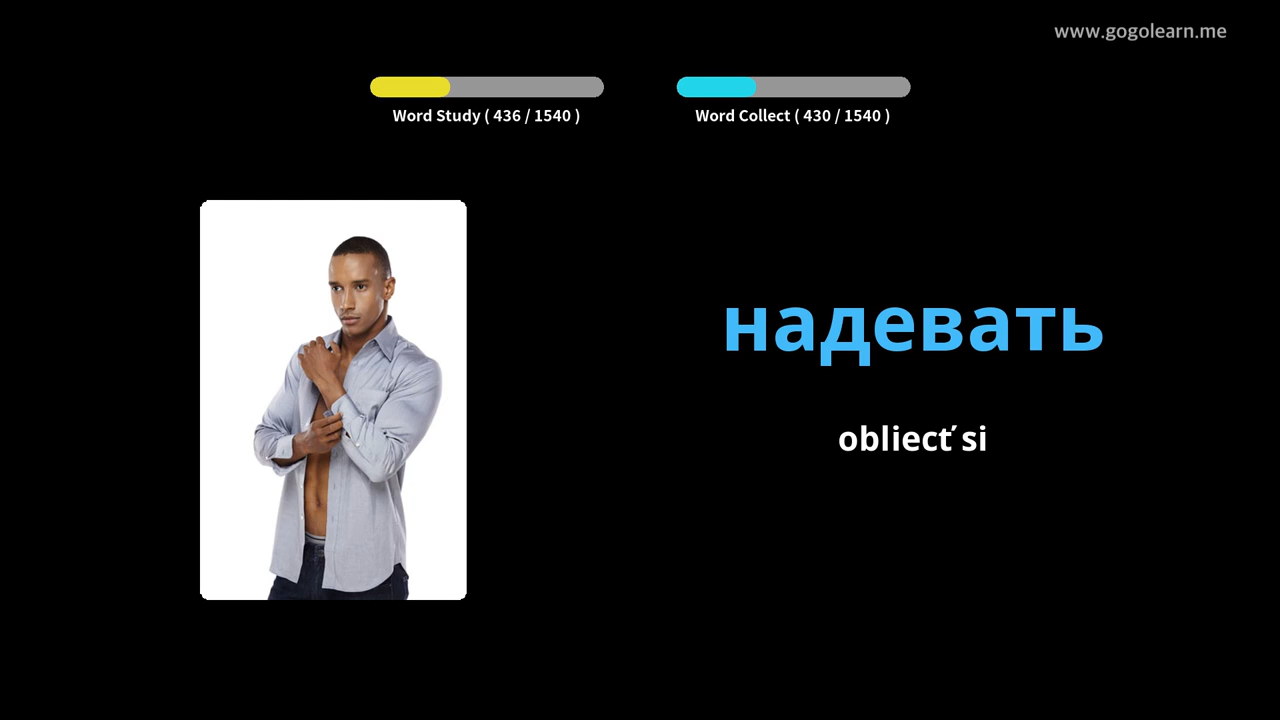 www.gogolearn.me
Word Study ( 436 / 1540 )
Word Collect ( 430 / 1540 )
надевать
obliecť si